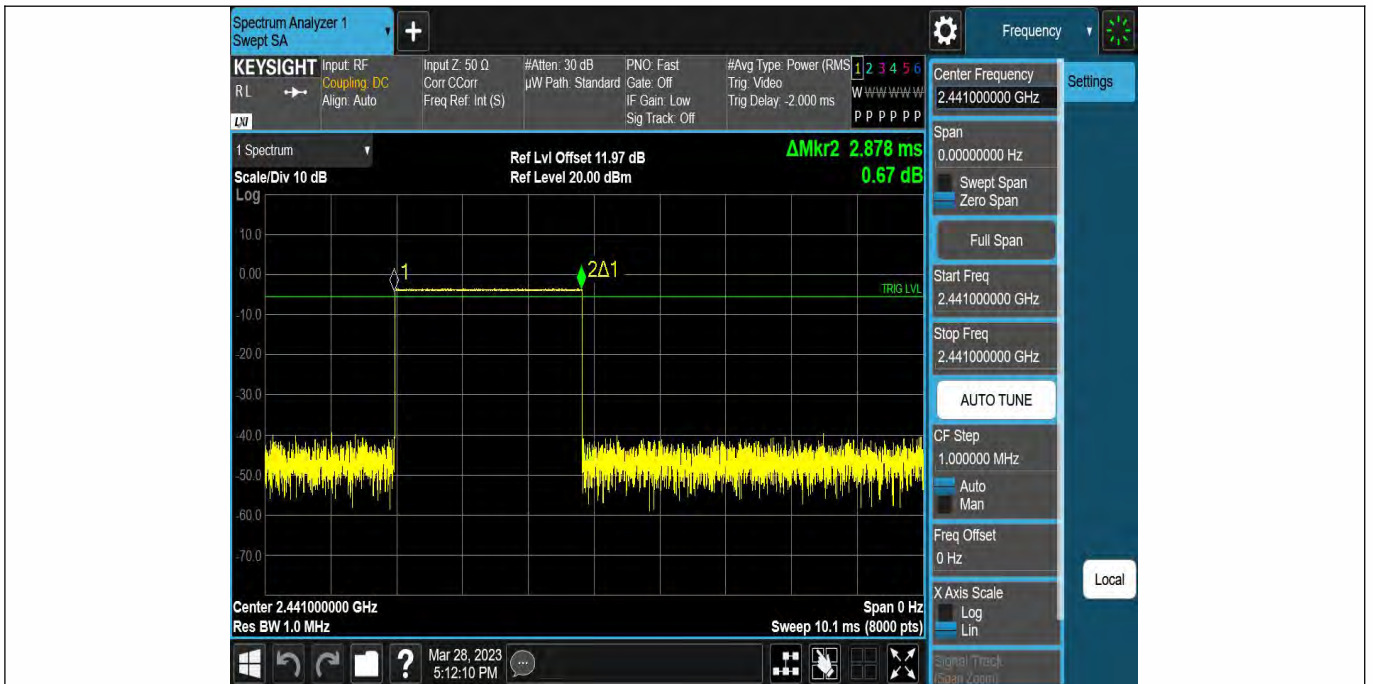 Spectrum Analyzer 1
Swept SA
+
Frequency
KEYSIGHT
R L
LXI
Input: RF
Coupling: DC
Align: Auto
Input Z: 50 Ω
Corr CCorr
Freq Ref: Int (S)
#Atten: 30 dB
µW Path: Standard
PNO: Fast
Gate: Off
IF Gain: Low
Sig Track: Off
#Avg Type: Power (RMS
Trig: Video
Trig Delay: -2.000 ms
1 2 3 4 5 6
W W W W W W
P P P P P P
1 Spectrum
Scale/Div 10 dB
Ref Lvl Offset 11.97 dB
Ref Level 20.00 dBm
ΔMkr2 2.878 ms
0.67 dB
Log
10.0
0.00
-10.0
-20.0
-30.0
-40.0
-50.0
-60.0
-70.0
1
2Δ1
TRIG LVL
Center 2.441000000 GHz
Res BW 1.0 MHz
Span 0 Hz
Sweep 10.1 ms (8000 pts)
Center Frequency
2.441000000 GHz
Settings
Span
0.00000000 Hz
Swept Span
Zero Span
Full Span
Start Freq
2.441000000 GHz
Stop Freq
2.441000000 GHz
AUTO TUNE
CF Step
1.000000 MHz
Auto
Man
Freq Offset
0 Hz
X Axis Scale
Log
Lin
Signal Track
(Span Zoom)
Local
?
Mar 28, 2023
5:12:10 PM